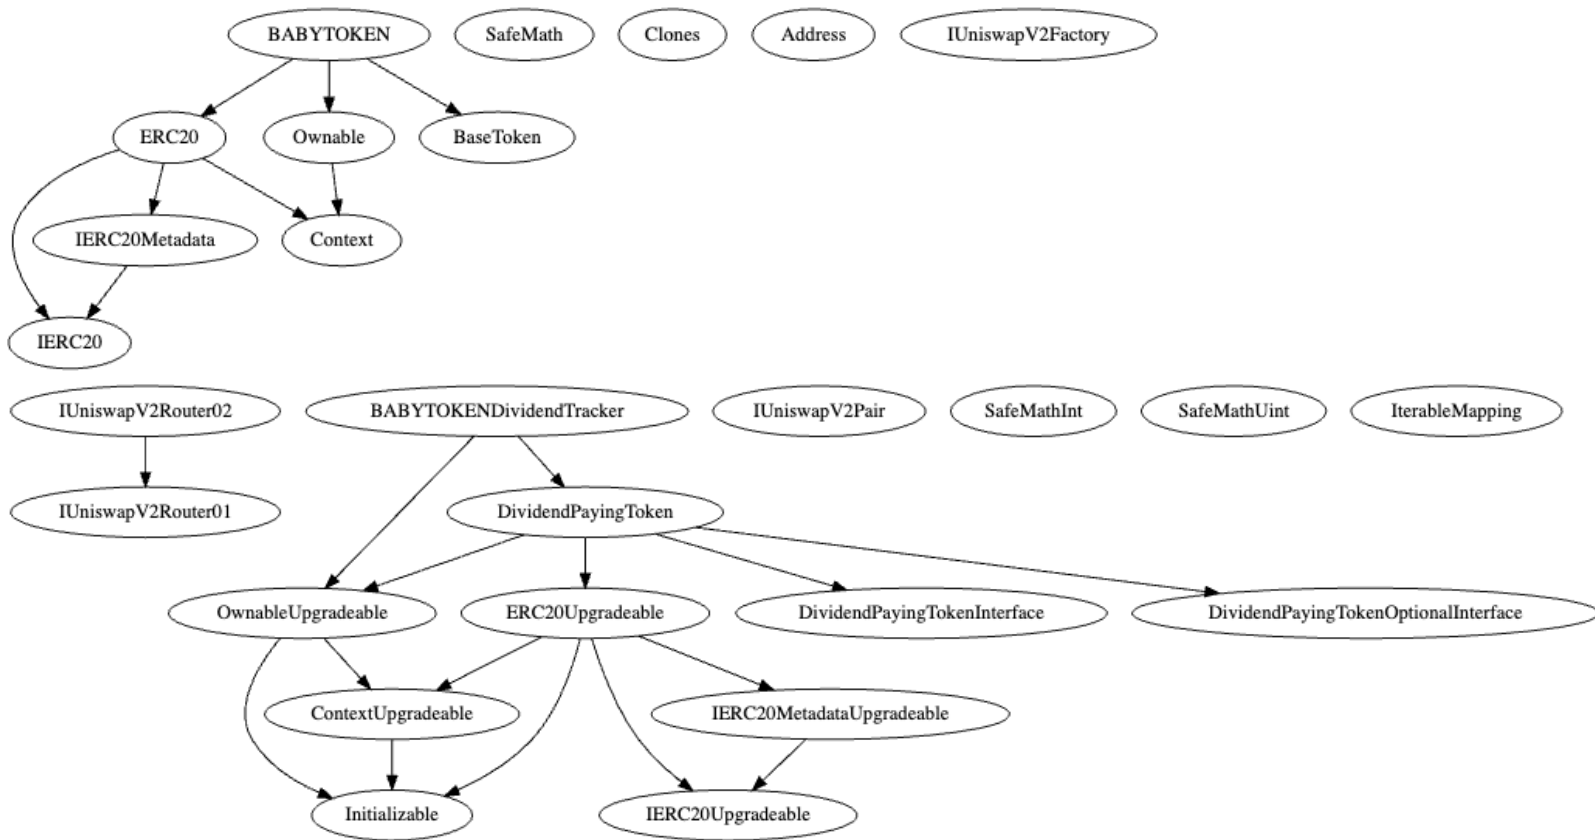 BABYTOKEN
SafeMath
Clones
Address
IUniswapV2Factory
ERC20
Ownable
BaseToken
IERC20Metadata
Context
IERC20
IUniswapV2Router02
BABYTOKENDividendTracker
IUniswapV2Pair
SafeMathInt
SafeMathUint
IterableMapping
IUniswapV2Router01
DividendPayingToken
OwnableUpgradeable
ERC20Upgradeable
DividendPayingTokenInterface
DividendPayingTokenOptionalInterface
ContextUpgradeable
IERC20MetadataUpgradeable
Initializable
IERC20Upgradeable